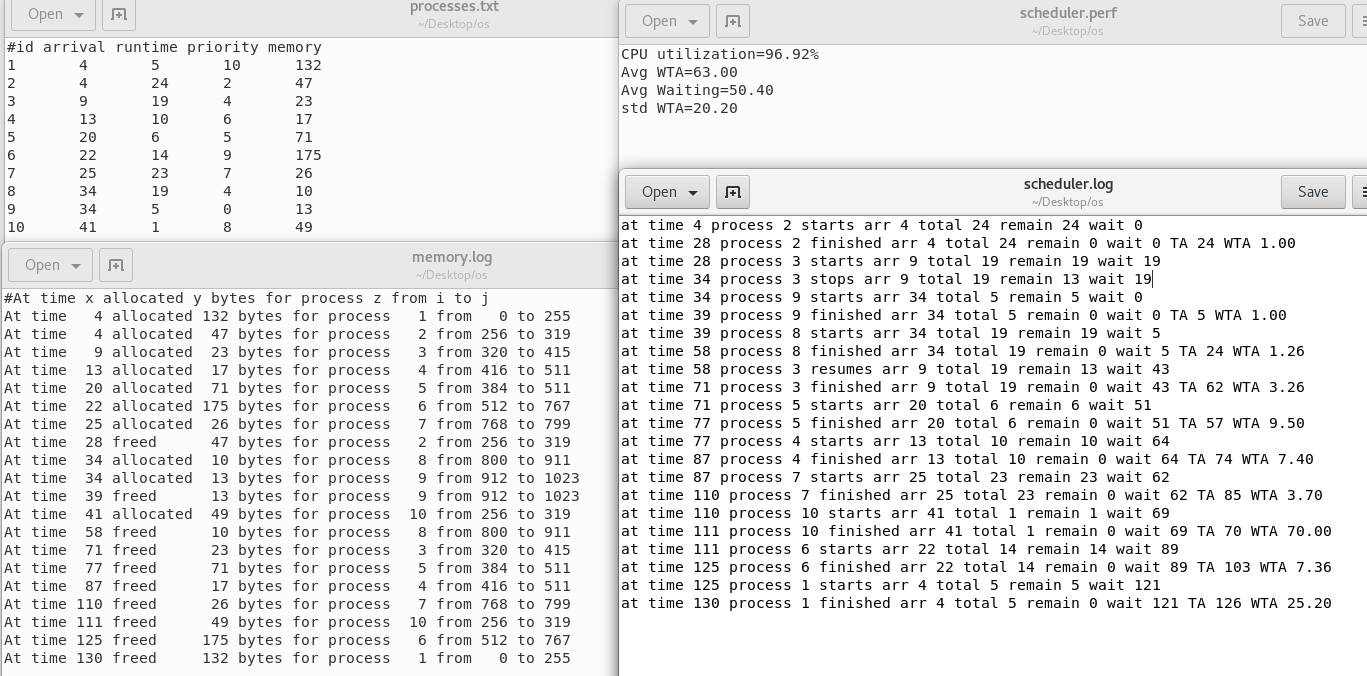 Open
processes.txt
~/Desktop/os
#id arrival runtime priority memory
1 4 5 10 132
2 4 24 2 47
3 9 19 4 23
4 13 10 6 17
5 20 6 5 71
6 22 14 9 175
7 25 23 7 26
8 34 19 4 10
9 34 5 0 13
10 41 1 8 49
Open
memory.log
~/Desktop/os
#At time x allocated y bytes for process z from i to j
At time 4 allocated 132 bytes for process 1 from 0 to 255
At time 4 allocated 47 bytes for process 2 from 256 to 319
At time 9 allocated 23 bytes for process 3 from 320 to 415
At time 13 allocated 17 bytes for process 4 from 416 to 511
At time 20 allocated 71 bytes for process 5 from 384 to 511
At time 22 allocated 175 bytes for process 6 from 512 to 767
At time 25 allocated 26 bytes for process 7 from 768 to 799
At time 28 freed 47 bytes for process 2 from 256 to 319
At time 34 allocated 10 bytes for process 8 from 800 to 911
At time 34 allocated 13 bytes for process 9 from 912 to 1023
At time 39 freed 13 bytes for process 9 from 912 to 1023
At time 41 allocated 49 bytes for process 10 from 256 to 319
At time 58 freed 10 bytes for process 8 from 800 to 911
At time 71 freed 23 bytes for process 3 from 320 to 415
At time 77 freed 71 bytes for process 5 from 384 to 511
At time 87 freed 17 bytes for process 4 from 416 to 511
At time 110 freed 26 bytes for process 7 from 768 to 799
At time 111 freed 49 bytes for process 10 from 256 to 319
At time 125 freed 175 bytes for process 6 from 512 to 767
At time 130 freed 132 bytes for process 1 from 0 to 255
Open
scheduler.perf
~/Desktop/os
Save
CPU utilization=96.92%
Avg WTA=63.00
Avg Waiting=50.40
std WTA=20.20
Open
scheduler.log
~/Desktop/os
Save
at time 4 process 2 starts arr 4 total 24 remain 24 wait 0
at time 28 process 2 finished arr 4 total 24 remain 0 wait 0 TA 24 WTA 1.00
at time 28 process 3 starts arr 9 total 19 remain 19 wait 19
at time 34 process 3 stops arr 9 total 19 remain 13 wait 19
at time 34 process 9 starts arr 34 total 5 remain 5 wait 0
at time 39 process 9 finished arr 34 total 5 remain 0 wait 0 TA 5 WTA 1.00
at time 39 process 8 starts arr 34 total 19 remain 19 wait 5
at time 58 process 8 finished arr 34 total 19 remain 0 wait 5 TA 24 WTA 1.26
at time 58 process 3 resumes arr 9 total 19 remain 13 wait 43
at time 71 process 3 finished arr 9 total 19 remain 0 wait 43 TA 62 WTA 3.26
at time 71 process 5 starts arr 20 total 6 remain 6 wait 51
at time 77 process 5 finished arr 20 total 6 remain 0 wait 51 TA 57 WTA 9.50
at time 77 process 4 starts arr 13 total 10 remain 10 wait 64
at time 87 process 4 finished arr 13 total 10 remain 0 wait 64 TA 74 WTA 7.40
at time 87 process 7 starts arr 25 total 23 remain 23 wait 62
at time 110 process 7 finished arr 25 total 23 remain 0 wait 62 TA 85 WTA 3.70
at time 110 process 10 starts arr 41 total 1 remain 1 wait 69
at time 111 process 10 finished arr 41 total 1 remain 0 wait 69 TA 70 WTA 70.00
at time 111 process 6 starts arr 22 total 14 remain 14 wait 89
at time 125 process 6 finished arr 22 total 14 remain 0 wait 89 TA 103 WTA 7.36
at time 125 process 1 starts arr 4 total 5 remain 5 wait 121
at time 130 process 1 finished arr 4 total 5 remain 0 wait 121 TA 126 WTA 25.20